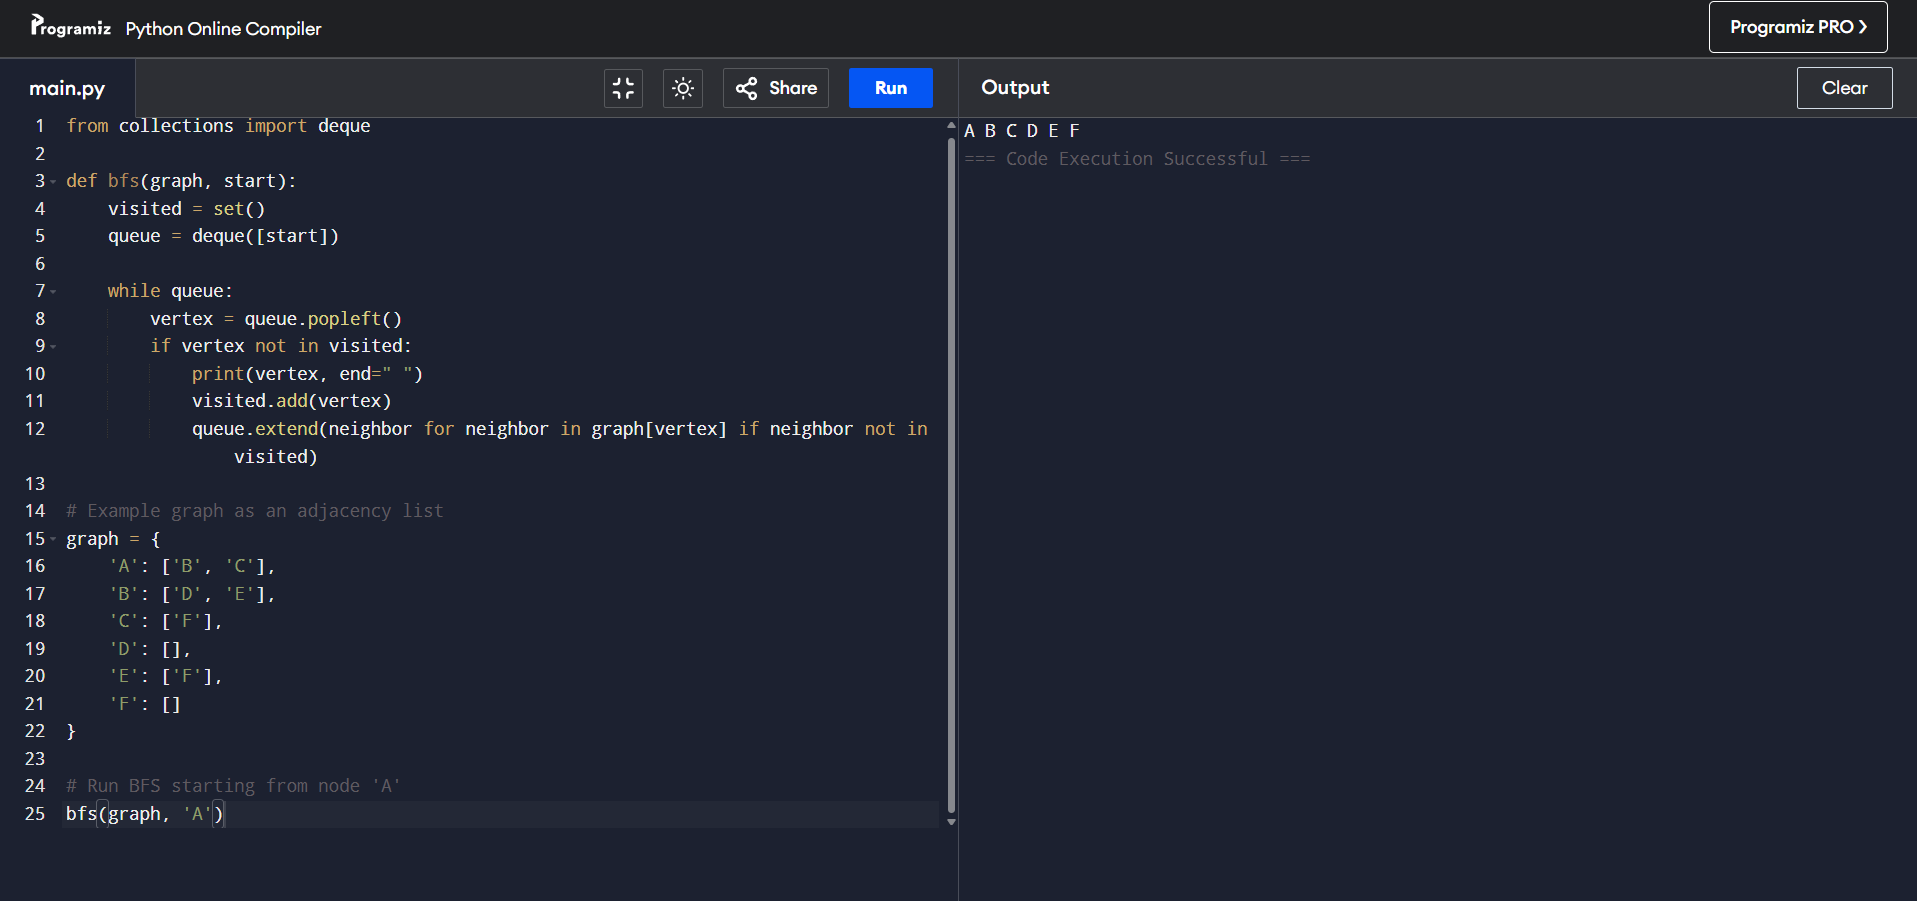 Programiz Python Online Compiler
Programiz PRO
main.py
Share
Run
Output
Clear
1 from collections import deque
2
3 def bfs(graph, start):
4     visited = set()
5     queue = deque([start])
6
7     while queue:
8         vertex = queue.popleft()
9         if vertex not in visited:
10             print(vertex, end=" ")
11             visited.add(vertex)
12             queue.extend(neighbor for neighbor in graph[vertex] if neighbor not in
                visited)
13
14 # Example graph as an adjacency list
15 graph = {
16     'A': ['B', 'C'],
17     'B': ['D', 'E'],
18     'C': ['F'],
19     'D': [],
20     'E': ['F'],
21     'F': []
22 }
23
24 # Run BFS starting from node 'A'
25 bfs(graph, 'A')
A B C D E F
=== Code Execution Successful ===